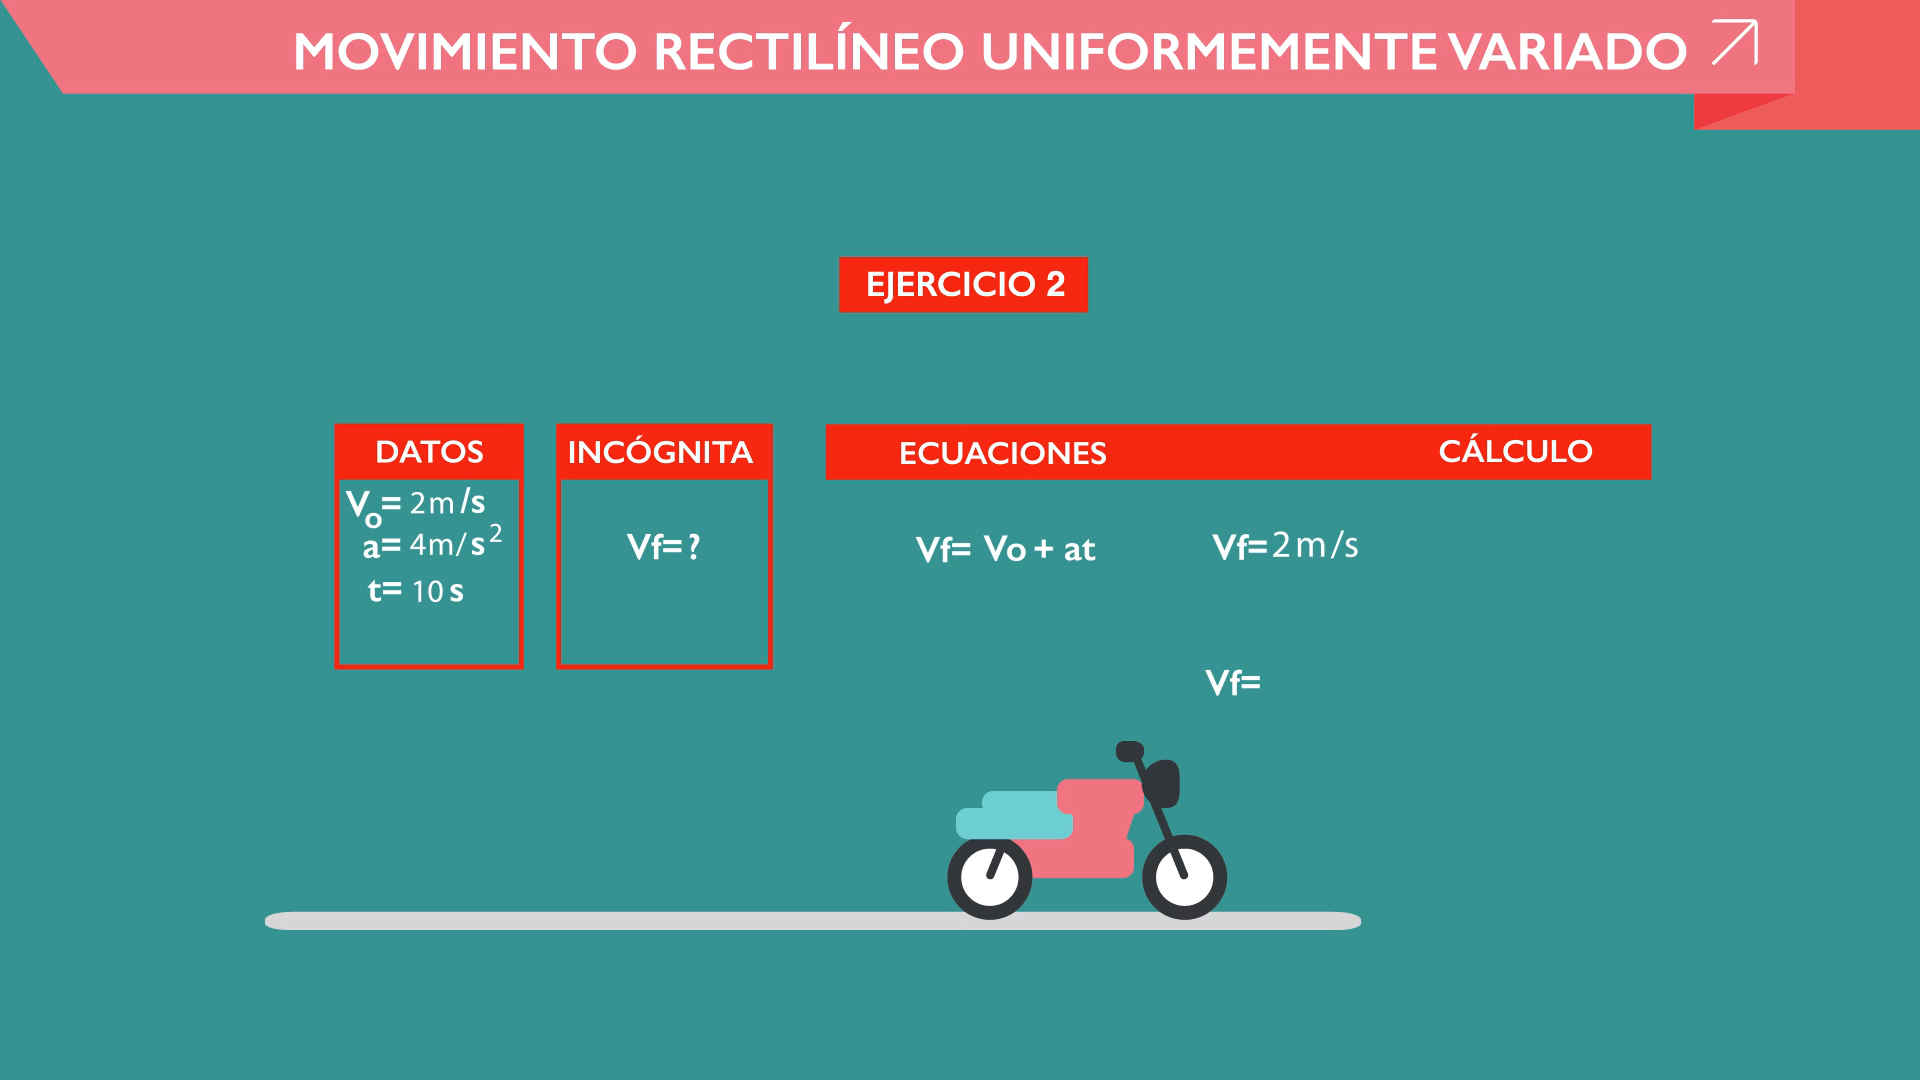 MOVIMIENTO RECTILÍNEO UNIFORMEMENTE VARIADO
EJERCICIO 2
DATOS
Vo= 2m/s
a= 4m/s²
t= 10 s
INCÓGNITA
Vf= ?
ECUACIONES
CÁLCULO
Vf= Vo + at
Vf= 2m/s
Vf=